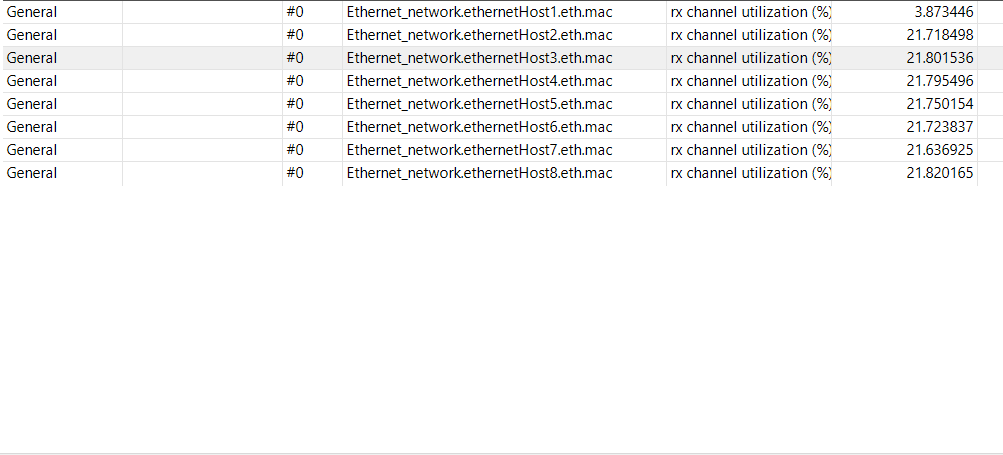 General #0 Ethernet_network.ethernetHost1.eth.mac rx channel utilization (%) 3.873446
General #0 Ethernet_network.ethernetHost2.eth.mac rx channel utilization (%) 21.718498
General #0 Ethernet_network.ethernetHost3.eth.mac rx channel utilization (%) 21.801536
General #0 Ethernet_network.ethernetHost4.eth.mac rx channel utilization (%) 21.795496
General #0 Ethernet_network.ethernetHost5.eth.mac rx channel utilization (%) 21.750154
General #0 Ethernet_network.ethernetHost6.eth.mac rx channel utilization (%) 21.723837
General #0 Ethernet_network.ethernetHost7.eth.mac rx channel utilization (%) 21.636925
General #0 Ethernet_network.ethernetHost8.eth.mac rx channel utilization (%) 21.820165